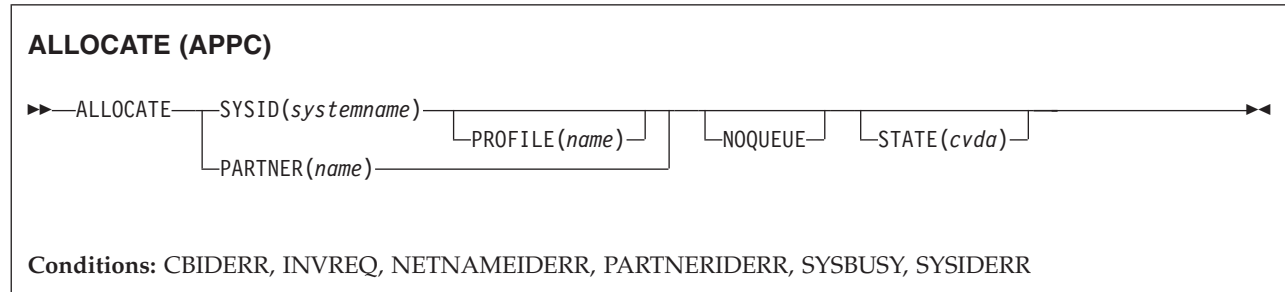 ALLOCATE (APPC)
ALLOCATE SYSID(systemname) PROFILE(name) NOQUEUE STATE(cvda)
PARTNER(name)
Conditions: CBIDERR, INVREQ, NETNAMEIDERR, PARTNERIDERR, SYSBUSY, SYSIDERR